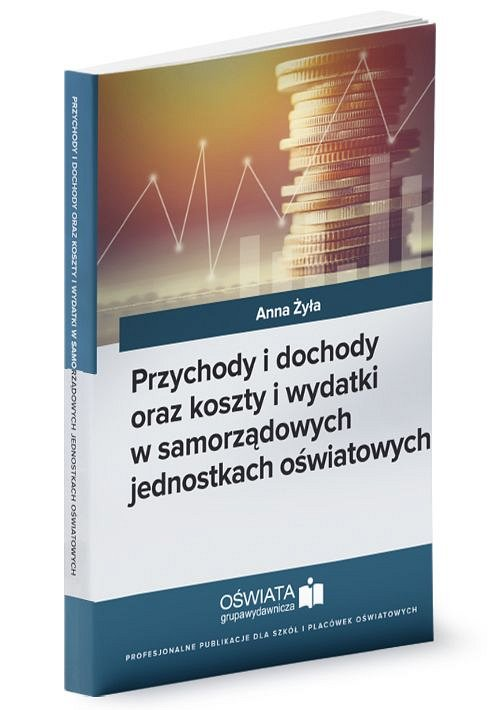 PRZYCHODY I DOCHODY ORAZ KOSZTY I WYDATKI W SAMORZĄDOWYCH JEDNOSTKACH OŚWIATOWYCH
Anna Żyła
Przychody i dochody
oraz koszty i wydatki
w samorządowych
jednostkach oświatowych
OŚWIATA
grupawydawnicza
PROFESJONALNE PUBLIKACJE DLA SZKÓŁ I PLACÓWEK OŚWIATOWYCH